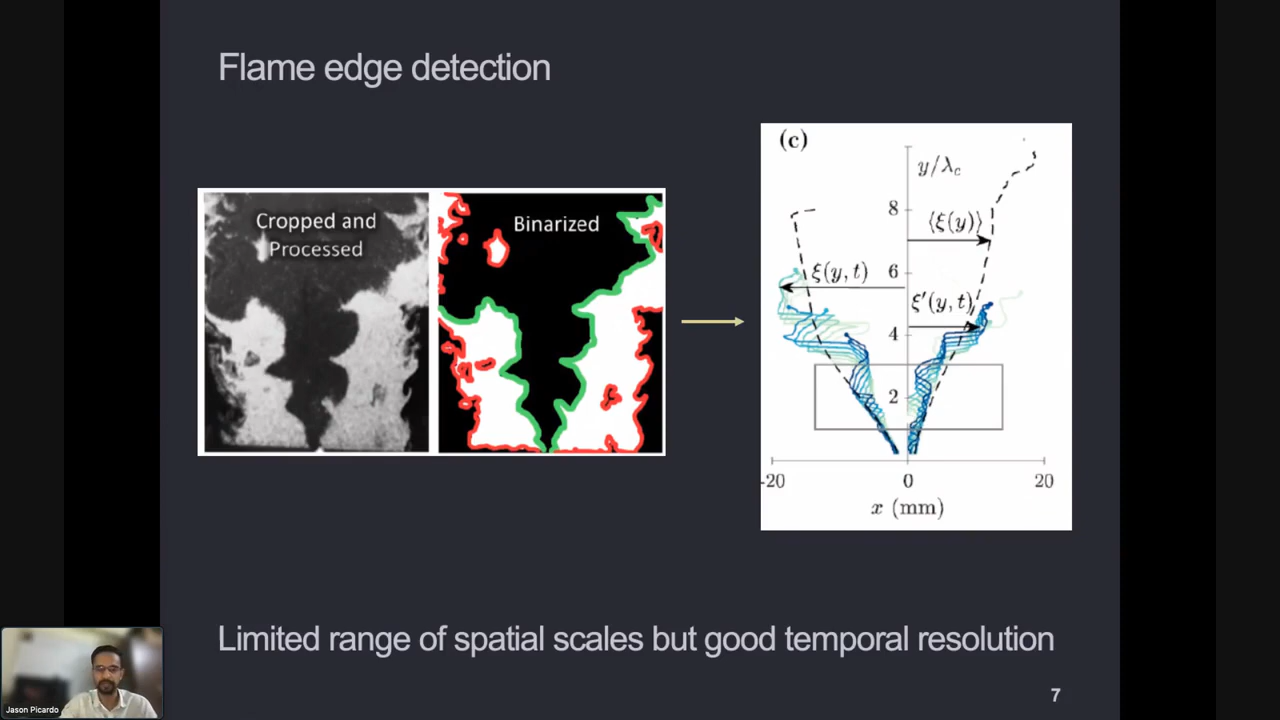 Flame edge detection
Cropped and
Processed
Binarized
(c)
y/λc
8
⟨ξ(y)⟩
ξ(y, t)
6
ξ′(y, t)
4
2
-20
0
20
x (mm)
Limited range of spatial scales but good temporal resolution
Jason Picardo
7